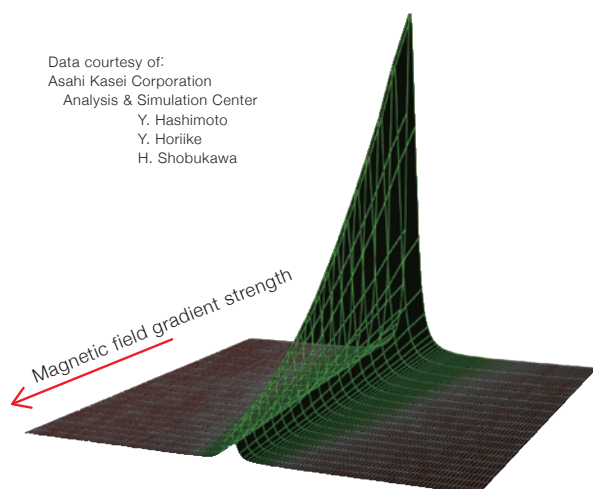 Data courtesy of:
Asahi Kasei Corporation
Analysis & Simulation Center
Y. Hashimoto
Y. Horiike
H. Shobukawa
Magnetic field gradient strength